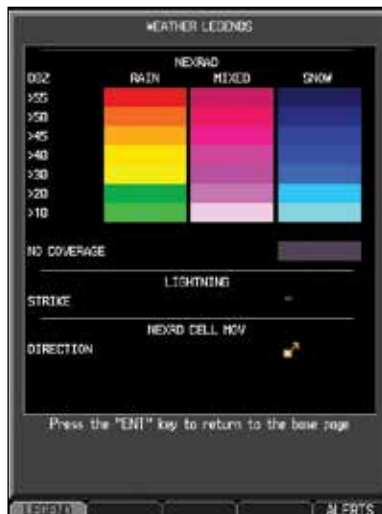 WEATHER LEGENDS
NEXRAD
DBZ RAIN MIXED SNOW
>55
>50
>45
>40
>30
>20
>10
NO COVERAGE
LIGHTNING
STRIKE
NEXRD CELL MOV
DIRECTION
Press the "ENT" key to return to the base page
LEGEND ALERTS